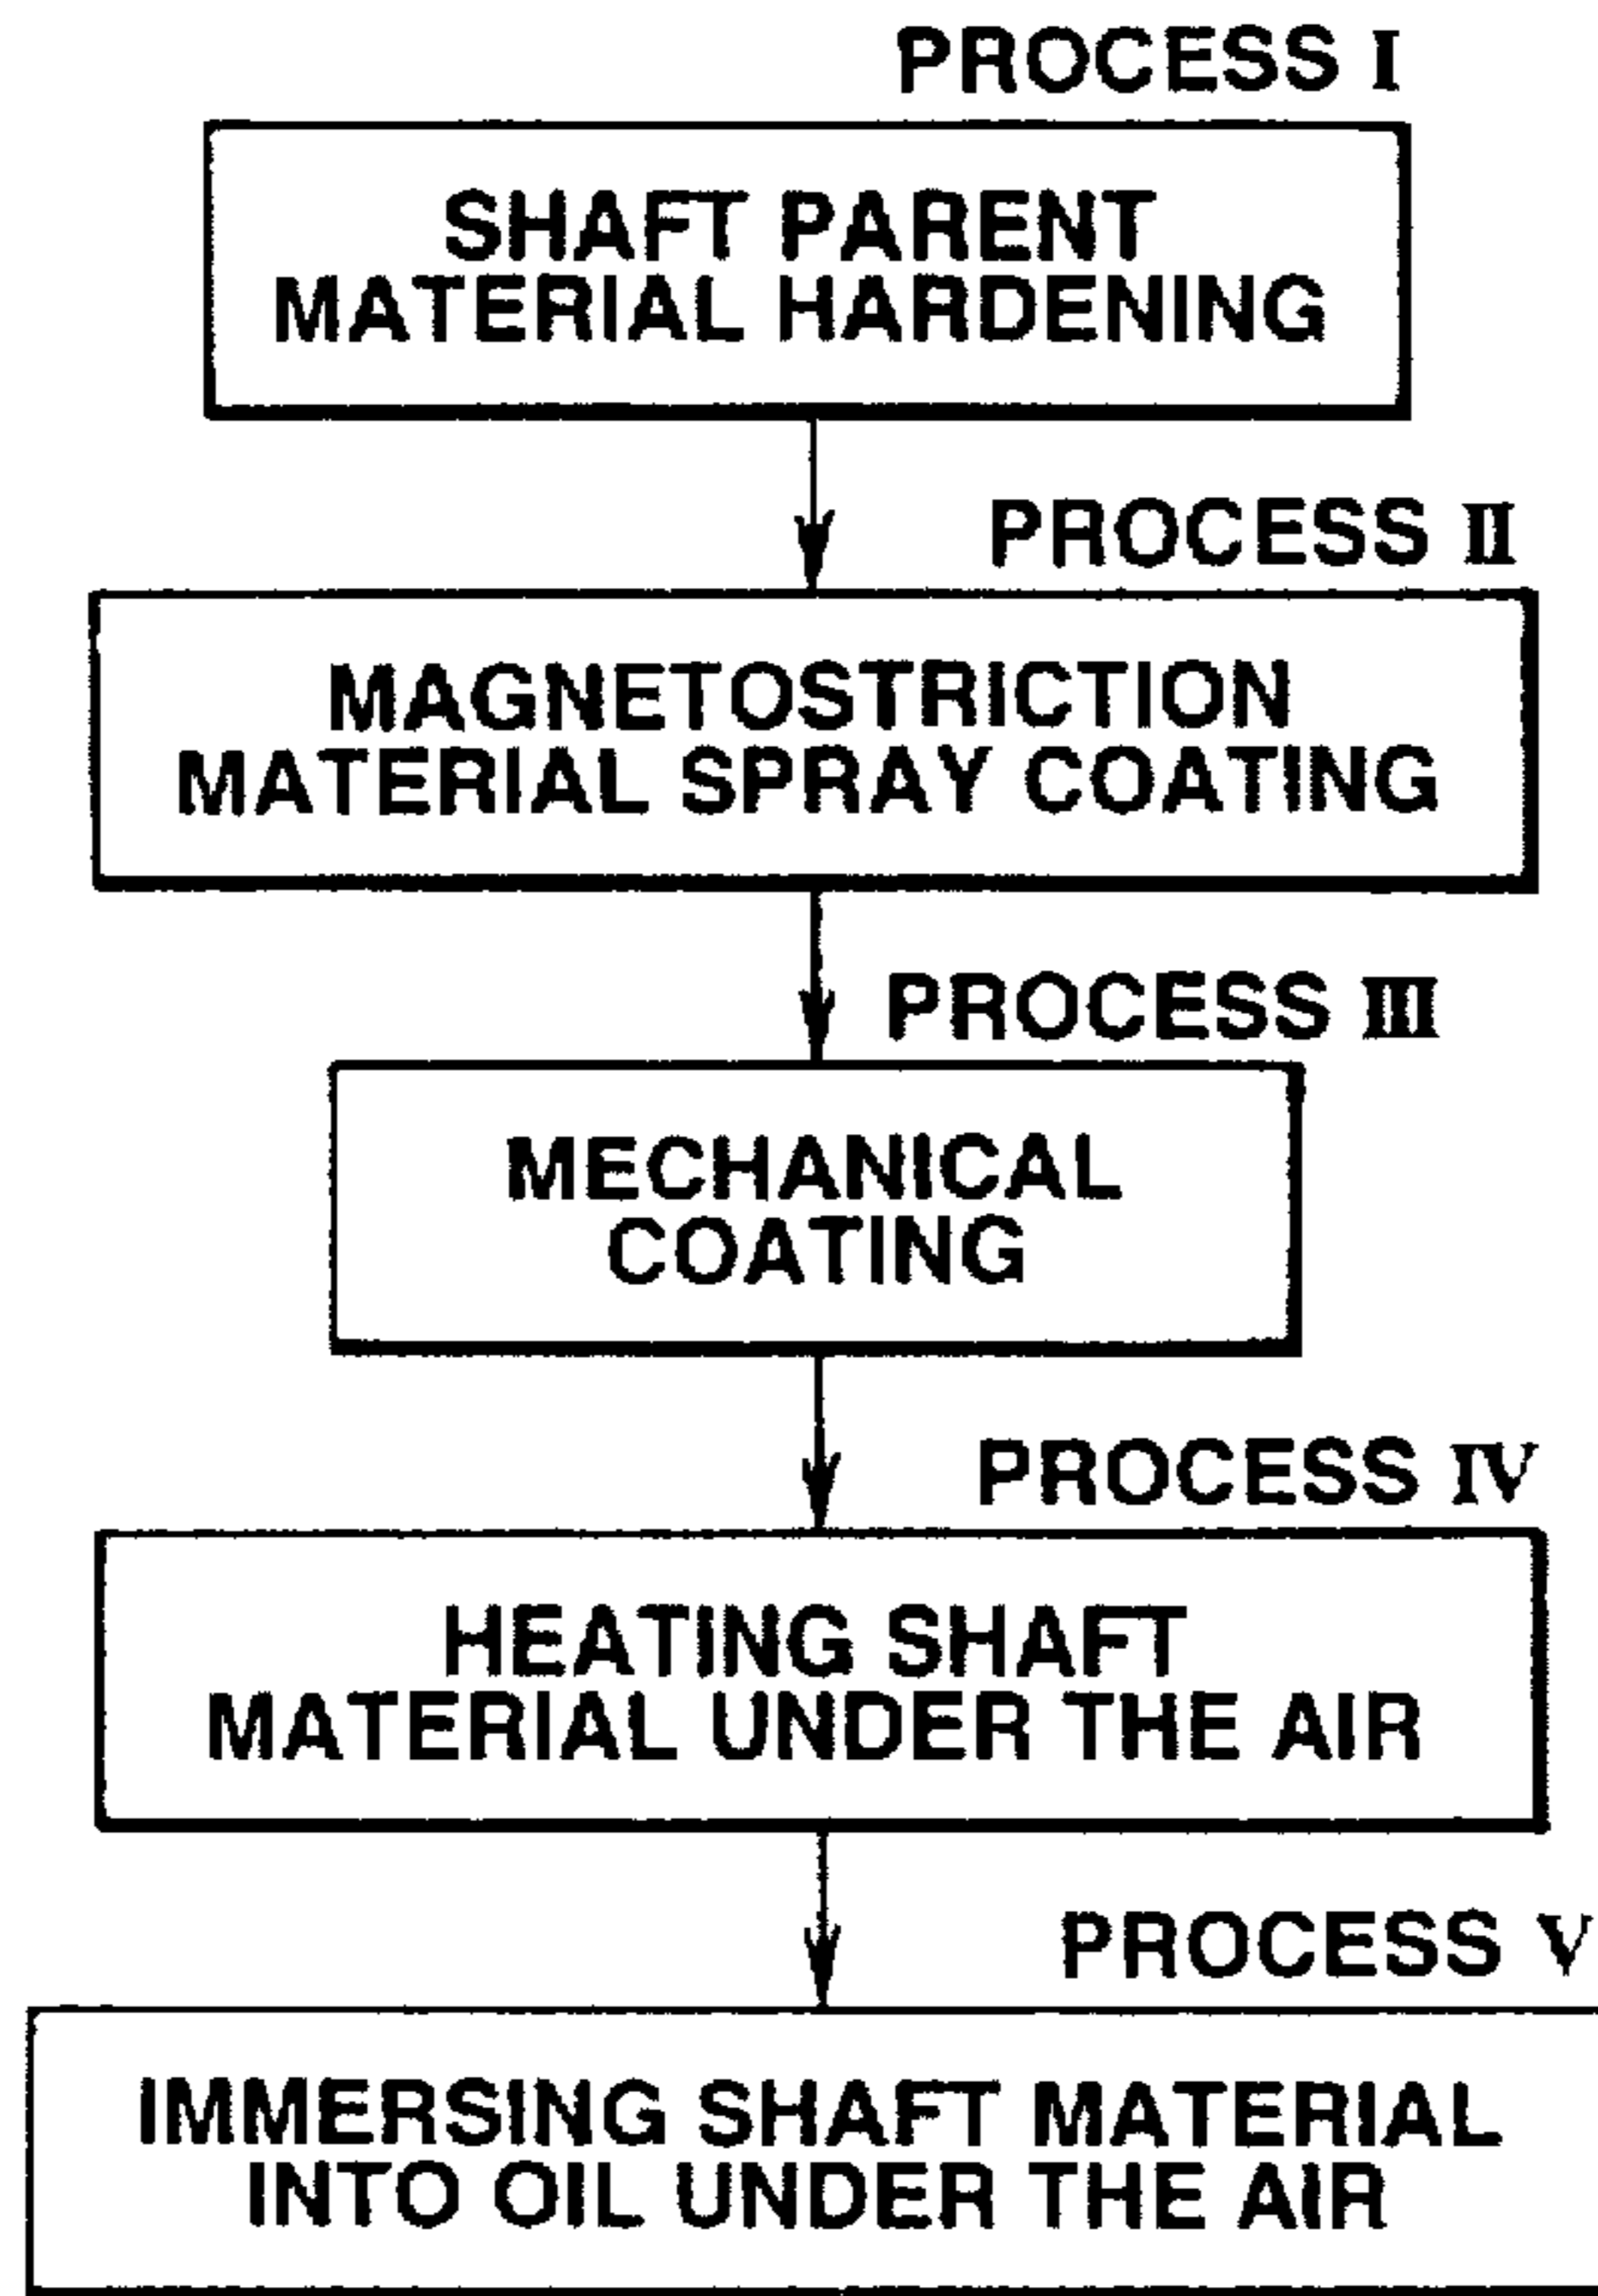 PROCESS I
SHAFT PARENT
MATERIAL HARDENING
PROCESS II
MAGNETOSTRICTION
MATERIAL SPRAY COATING
PROCESS III
MECHANICAL
COATING
PROCESS IV
HEATING SHAFT
MATERIAL UNDER THE AIR
PROCESS V
IMMERSING SHAFT MATERIAL
INTO OIL UNDER THE AIR